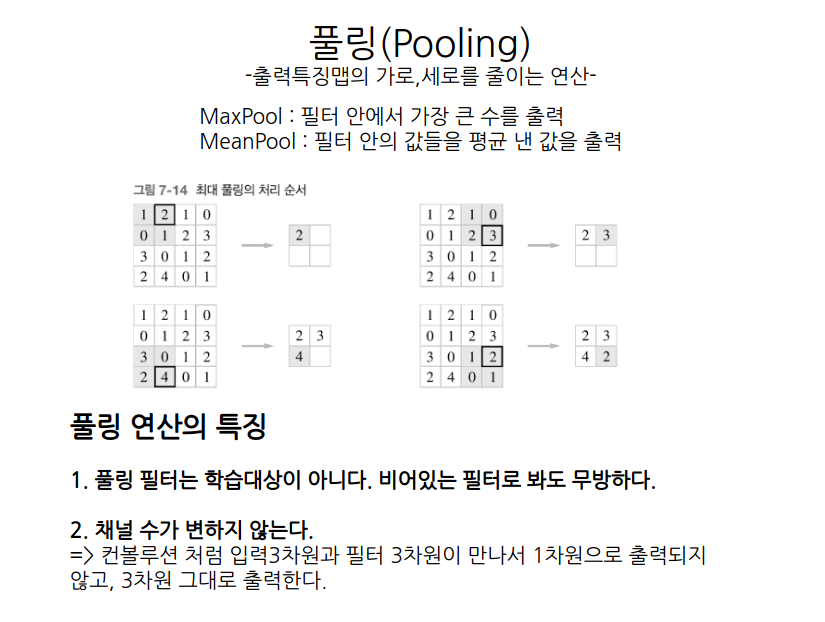 풀링(Pooling)
-출력특징맵의 가로,세로를 줄이는 연산-
MaxPool : 필터 안에서 가장 큰 수를 출력
MeanPool : 필터 안의 값들을 평균 낸 값을 출력
그림 7-14 최대 풀링의 처리 순서
1 2 1 0
0 1 2 3
3 0 1 2
2 4 0 1
2
1 2 1 0
0 1 2 3
3 0 1 2
2 4 0 1
2 3
1 2 1 0
0 1 2 3
3 0 1 2
2 4 0 1
2 3
4
1 2 1 0
0 1 2 3
3 0 1 2
2 4 0 1
2 3
4 2
풀링 연산의 특징
1. 풀링 필터는 학습대상이 아니다. 비어있는 필터로 봐도 무방하다.
2. 채널 수가 변하지 않는다.
=> 컨볼루션 처럼 입력3차원과 필터 3차원이 만나서 1차원으로 출력되지
않고, 3차원 그대로 출력한다.